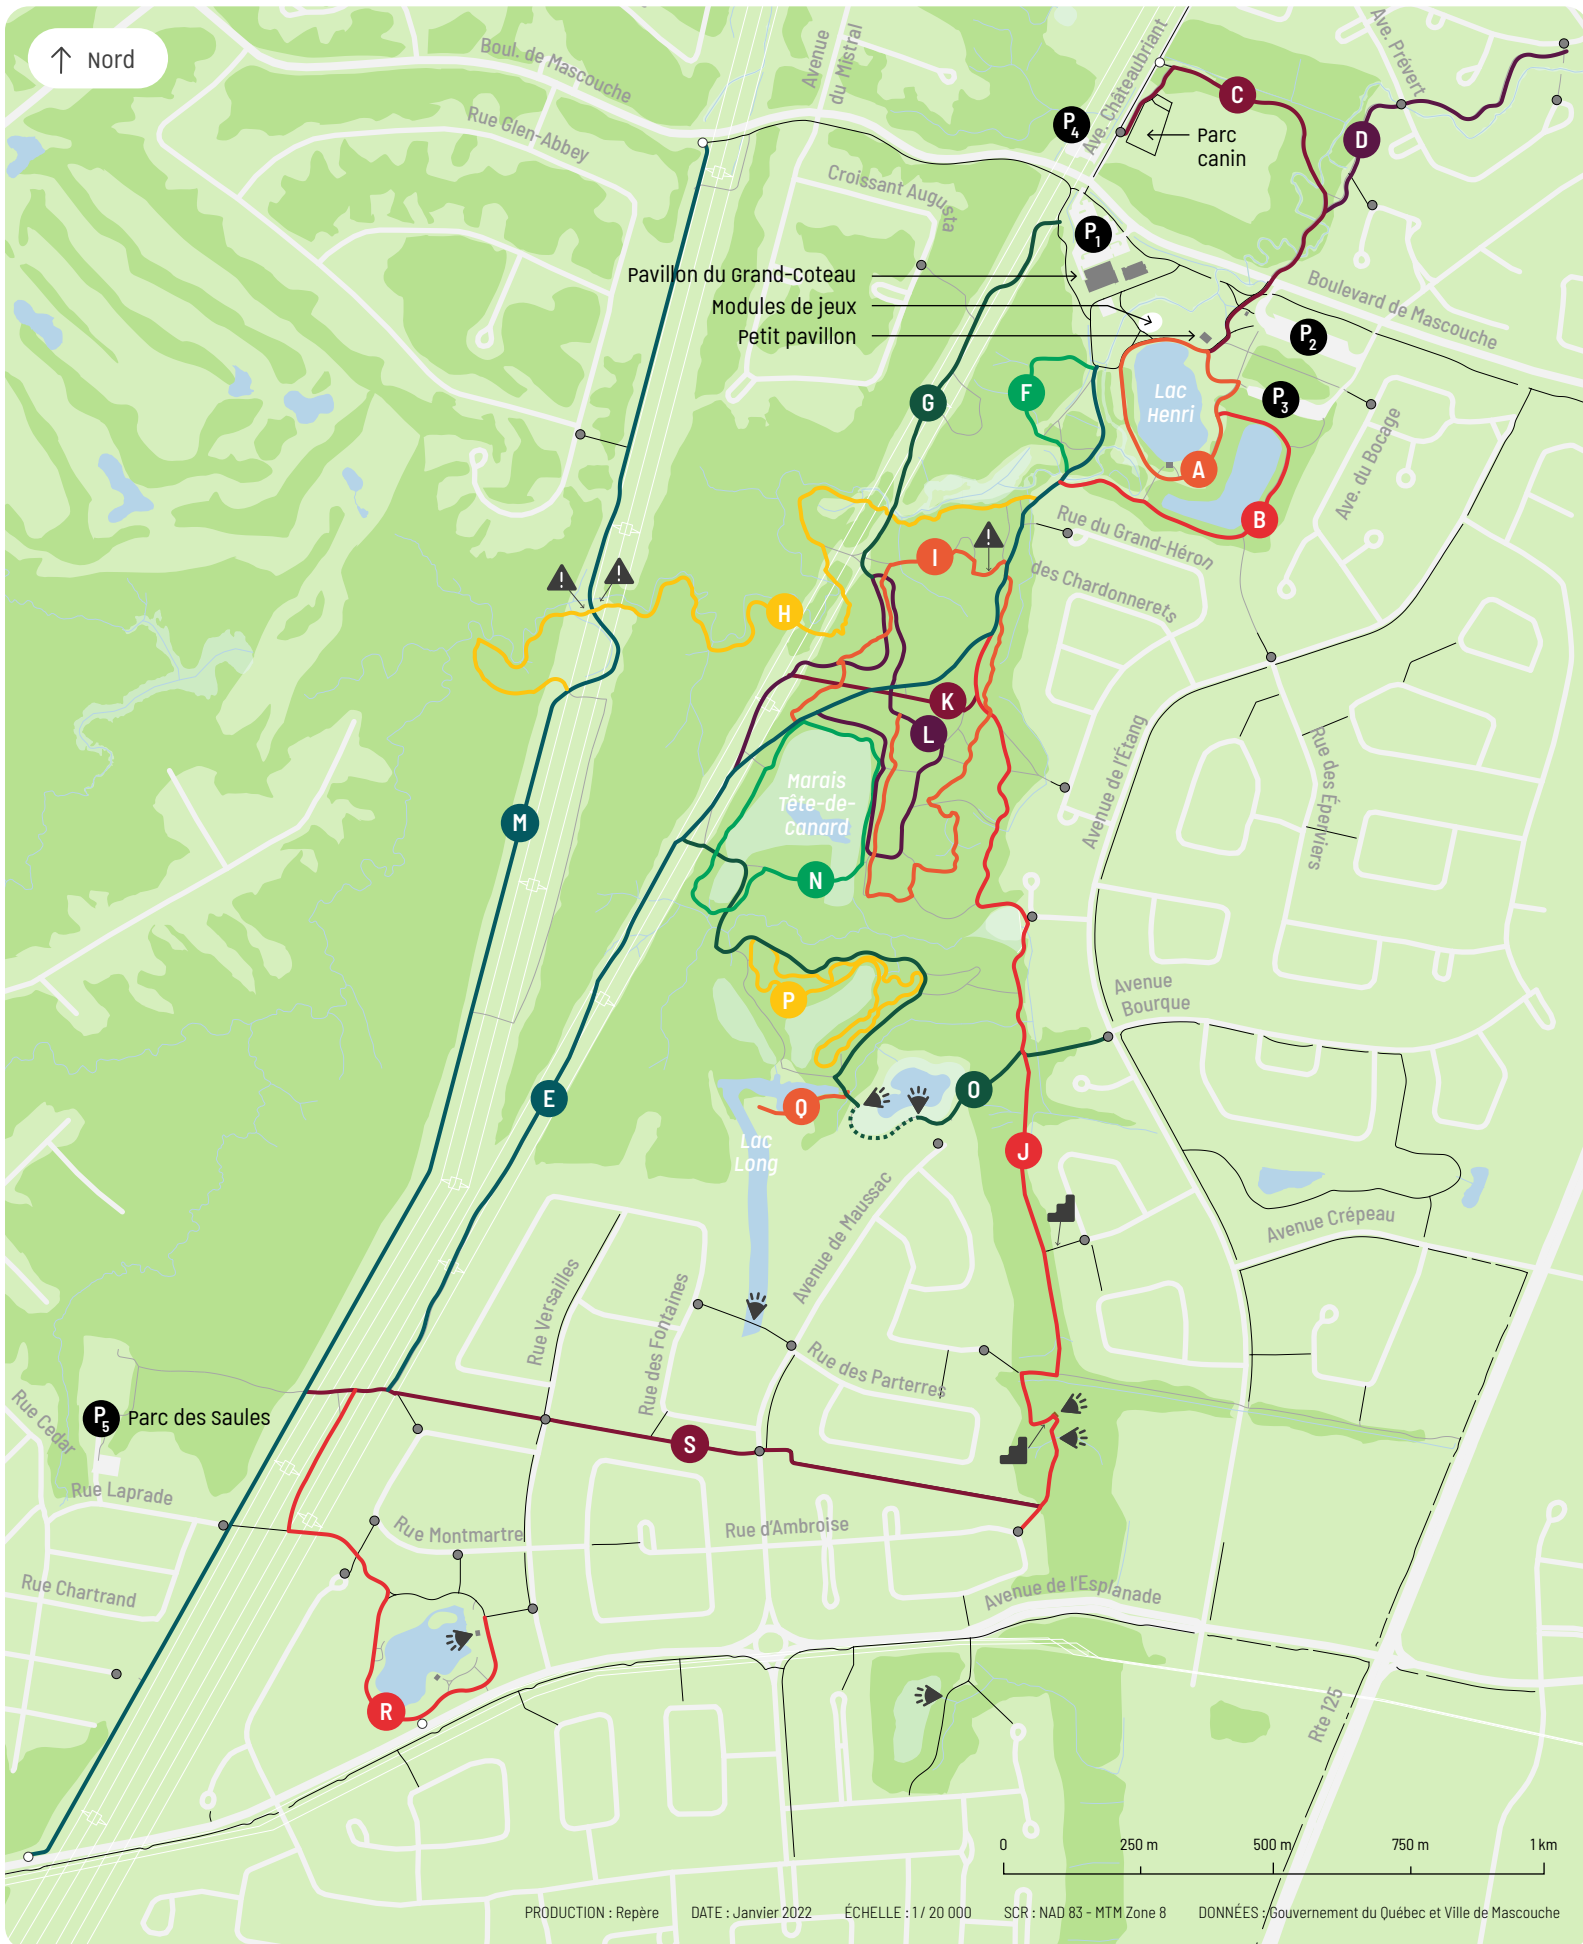 Nord
Boul. de Mascouche
Avenue
du Mistral
Ave. Châteaubriant
Ave. Prévert
C
P4
D
Rue Glen-Abbey
Parc
canin
Croissant Augusta
P1
Pavillon du Grand-Coteau
Modules de jeux
Petit pavillon
Boulevard de Mascouche
P2
G
F
Lac
Henri
P3
A
Ave. du Bocage
B
Rue du Grand-Héron
!
I
des Chardonnerets
!
!
H
K
L
Avenue de l'Étang
Rue des Éperviers
Marais
Tête-de-
Canard
M
N
P
Avenue
Bourque
E
Q
O
Lac
Long
J
Avenue de Maussac
Avenue Crépeau
Rue Versailles
Rue des Fontaines
Rue des Parterres
Rue Cedar
P5
Parc des Saules
S
Rue Laprade
Rue Montmartre
Rue d'Ambroise
Rue Chartrand
Avenue de l'Esplanade
R
Rte 125
0
250 m
500 m
750 m
1 km
PRODUCTION : Repère DATE : Janvier 2022 ÉCHELLE : 1 / 20 000 SCR : NAD 83 - MTM Zone 8 DONNÉES : Gouvernement du Québec et Ville de Mascouche